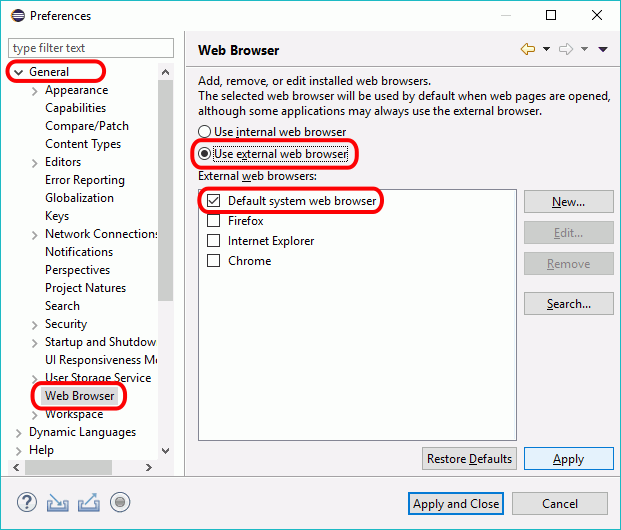 Preferences
type filter text
General
Appearance
Capabilities
Compare/Patch
Content Types
Editors
Error Reporting
Globalization
Keys
Network Connections
Notifications
Perspectives
Project Natures
Search
Security
Startup and Shutdow
UI Responsiveness Mo
User Storage Service
Web Browser
Workspace
Dynamic Languages
Help
Web Browser
Add, remove, or edit installed web browsers.
The selected web browser will be used by default when web pages are opened,
although some applications may always use the external browser.
Use internal web browser
Use external web browser
External web browsers:
Default system web browser
Firefox
Internet Explorer
Chrome
New...
Edit...
Remove
Search...
Restore Defaults
Apply
?
Apply and Close
Cancel